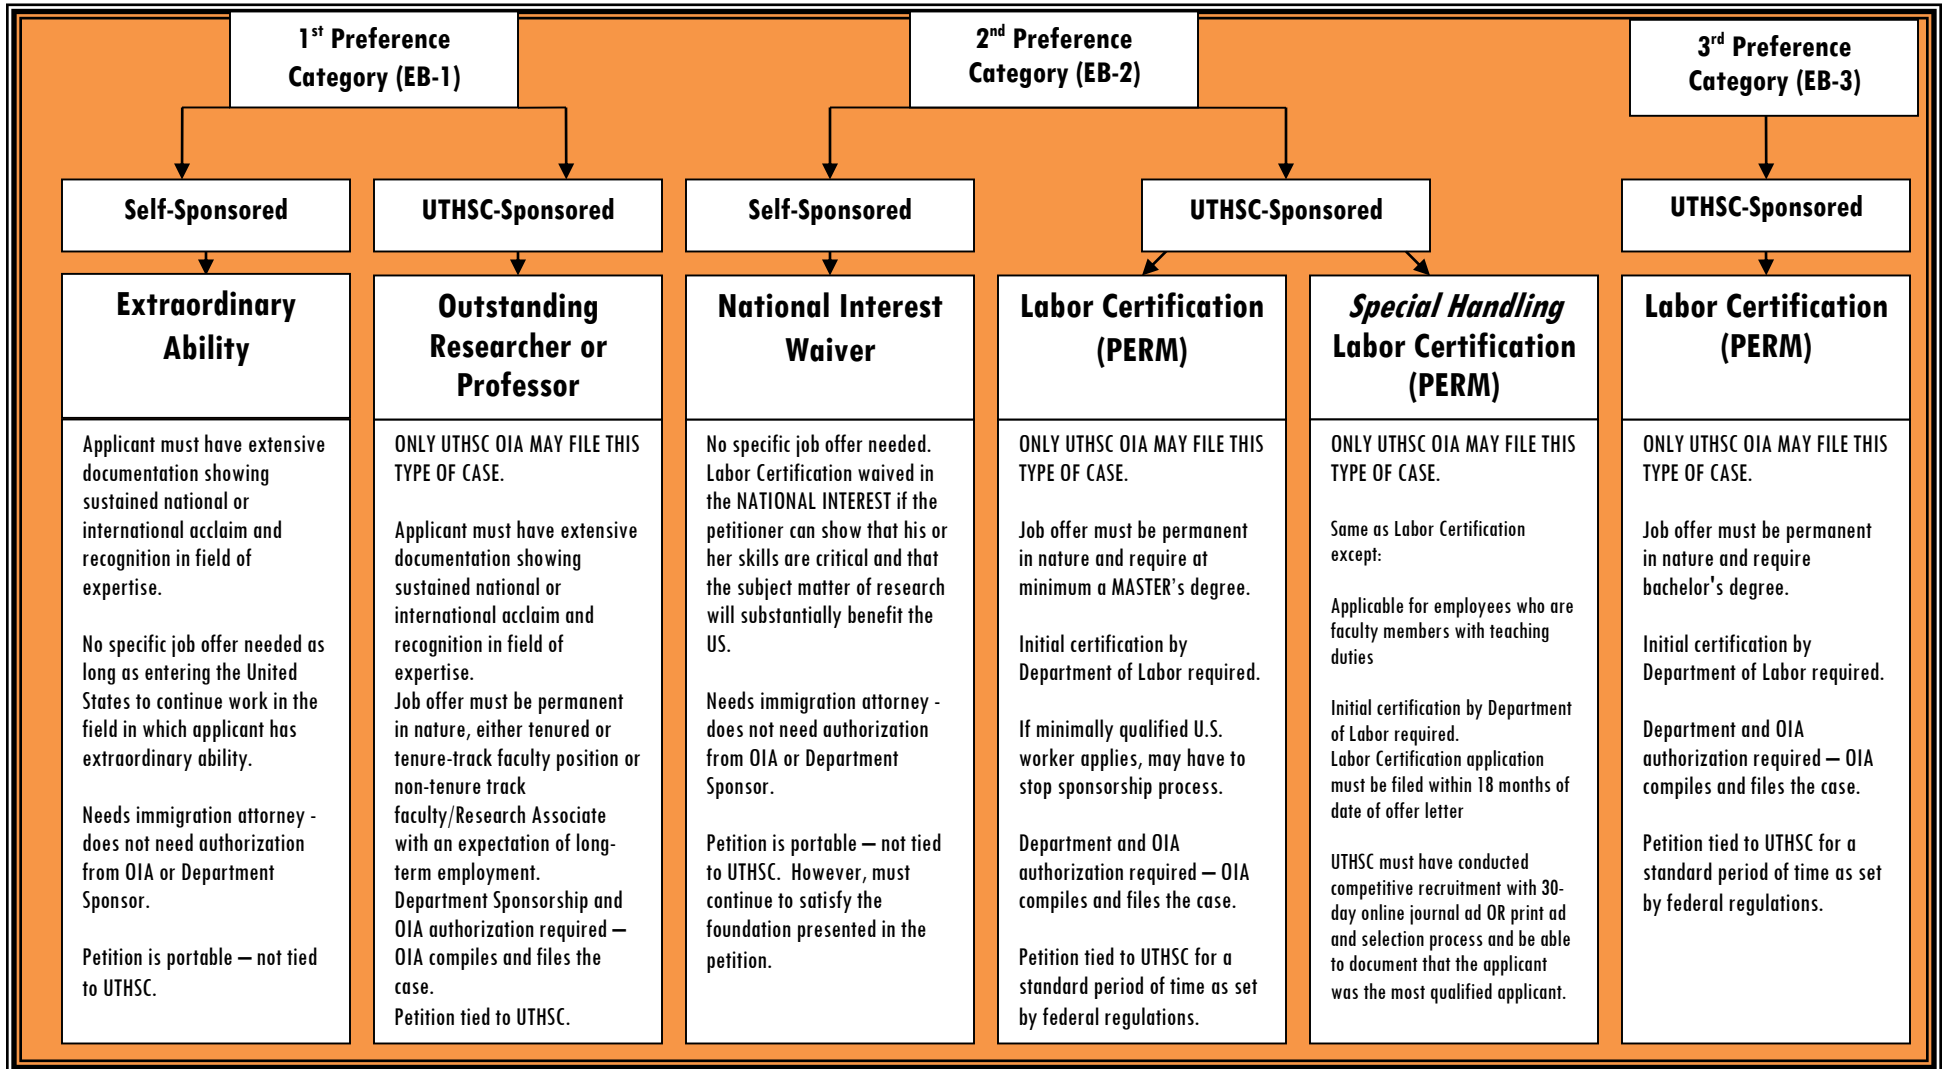 1st Preference
Category (EB-1)
2nd Preference
Category (EB-2)
3rd Preference
Category (EB-3)
Self-Sponsored
UTHSC-Sponsored
Self-Sponsored
UTHSC-Sponsored
UTHSC-Sponsored
Extraordinary
Ability
Applicant must have extensive
documentation showing
sustained national or
international acclaim and
recognition in field of
expertise.
No specific job offer needed as
long as entering the United
States to continue work in the
field in which applicant has
extraordinary ability.
Needs immigration attorney -
does not need authorization
from OIA or Department
Sponsor.
Petition is portable — not tied
to UTHSC.
Outstanding
Researcher or
Professor
ONLY UTHSC OIA MAY FILE THIS
TYPE OF CASE.
Applicant must have extensive
documentation showing
sustained national or
international acclaim and
recognition in field of
expertise.
Job offer must be permanent
in nature, either tenured or
tenure-track faculty position or
non-tenure track
faculty/Research Associate
with an expectation of long-
term employment.
Department Sponsorship and
OIA authorization required —
OIA compiles and files the
case.
Petition tied to UTHSC.
National Interest
Waiver
No specific job offer needed.
Labor Certification waived in
the NATIONAL INTEREST if the
petitioner can show that his or
her skills are critical and that
the subject matter of research
will substantially benefit the
US.
Needs immigration attorney -
does not need authorization
from OIA or Department
Sponsor.
Petition is portable — not tied
to UTHSC.  However, must
continue to satisfy the
foundation presented in the
petition.
Labor Certification
(PERM)
ONLY UTHSC OIA MAY FILE THIS
TYPE OF CASE.
Job offer must be permanent
in nature and require at
minimum a MASTER’s degree.
Initial certification by
Department of Labor required.
If minimally qualified U.S.
worker applies, may have to
stop sponsorship process.
Department and OIA
authorization required — OIA
compiles and files the case.
Petition tied to UTHSC for a
standard period of time as set
by federal regulations.
Special Handling
Labor Certification
(PERM)
ONLY UTHSC OIA MAY FILE THIS
TYPE OF CASE.
Same as Labor Certification
except:
Applicable for employees who are
faculty members with teaching
duties
Initial certification by Department
of Labor required.
Labor Certification application
must be filed within 18 months of
date of offer letter
UTHSC must have conducted
competitive recruitment with 30-
day online journal ad OR print ad
and selection process and be able
to document that the applicant
was the most qualified applicant.
Labor Certification
(PERM)
ONLY UTHSC OIA MAY FILE THIS
TYPE OF CASE.
Job offer must be permanent
in nature and require
bachelor's degree.
Initial certification by
Department of Labor required.
Department and OIA
authorization required — OIA
compiles and files the case.
Petition tied to UTHSC for a
standard period of time as set
by federal regulations.